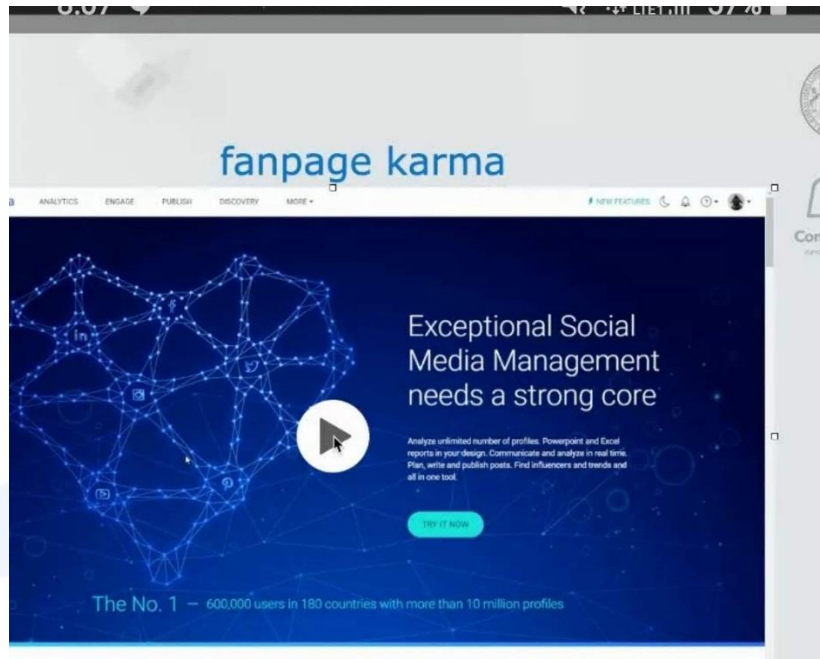 fanpage karma
ANALYTICS ENGAGE PUBLISH DISCOVERY MORE
NEW FEATURES
Exceptional Social
Media Management
needs a strong core
Analyze unlimited number of profiles. Powerpoint and Excel
reports in your design. Communicate and analyze in real time.
Plan, write and publish posts. Find influencers and trends and
all in one tool.
TRY IT NOW
The No. 1 — 600,000 users in 180 countries with more than 10 million profiles